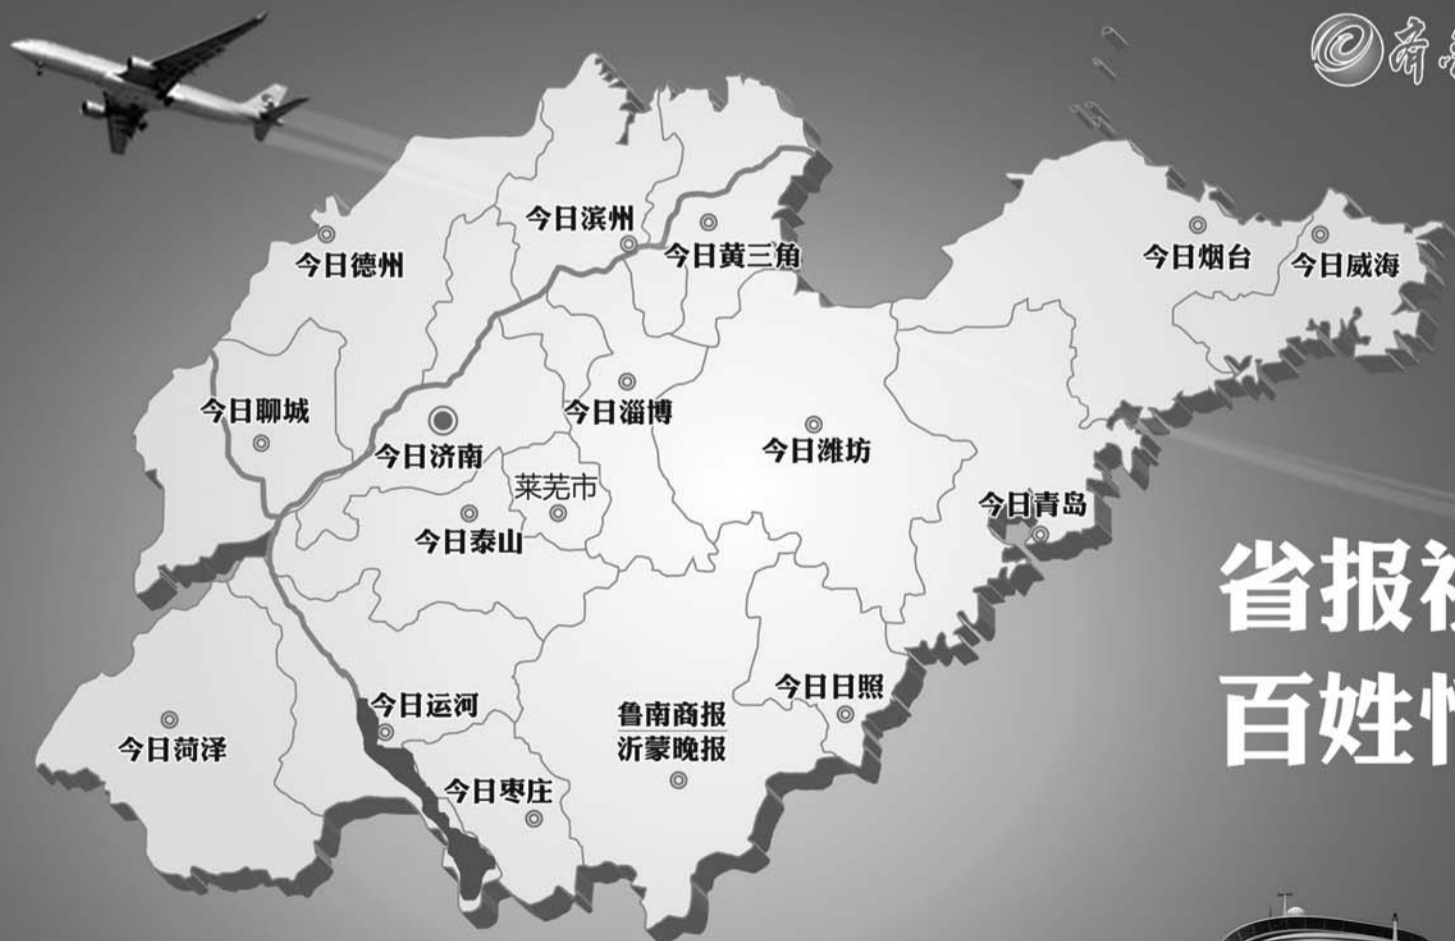 齐
今日滨州
今日德州
今日黄三角
今日烟台
今日威海
今日聊城
今日济南
今日淄博
今日潍坊
莱芜市
今日泰山
今日青岛
省报
百姓
今日日照
今日运河
鲁南商报
沂蒙晚报
今日菏泽
今日枣庄